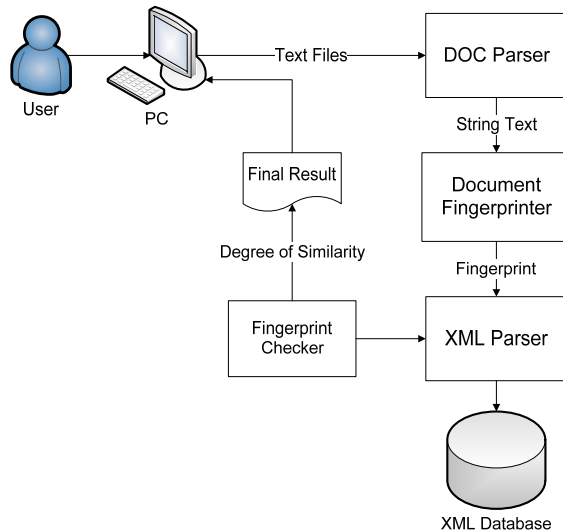 User
PC
Text Files
DOC Parser
String Text
Final Result
Document
Fingerprinter
Degree of Similarity
Fingerprint
Fingerprint
Checker
XML Parser
XML Database